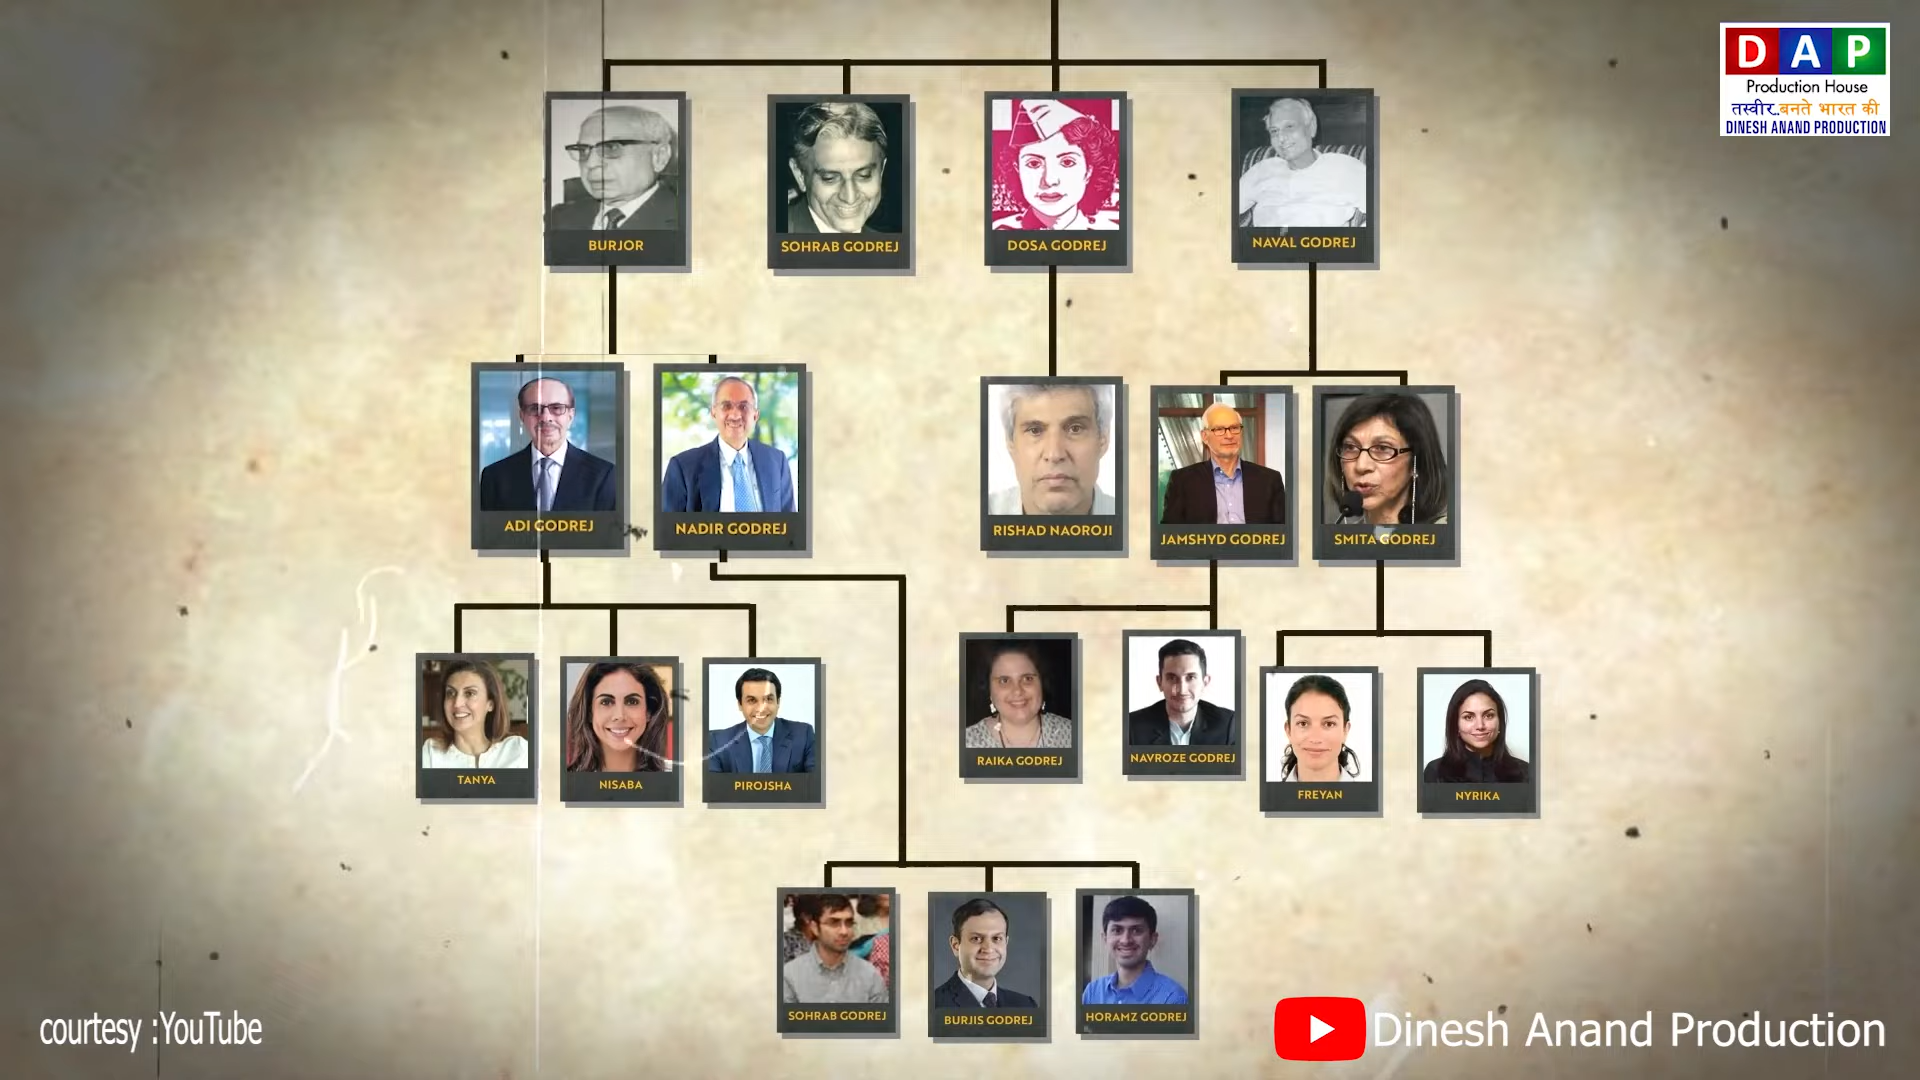 D A P
Production House
तस्वीर..बनते भारत की
DINESH ANAND PRODUCTION
BURJOR
SOHRAB GODREJ
DOSA GODREJ
NAVAL GODREJ
ADI GODREJ
NADIR GODREJ
RISHAD NAOROJI
JAMSHYD GODREJ
SMITA GODREJ
TANYA
NISABA
PIROJSHA
RAIKA GODREJ
NAVROZE GODREJ
FREYAN
NYRIKA
SOHRAB GODREJ
BURJIS GODREJ
HORAMZ GODREJ
courtesy :YouTube
Dinesh Anand Production